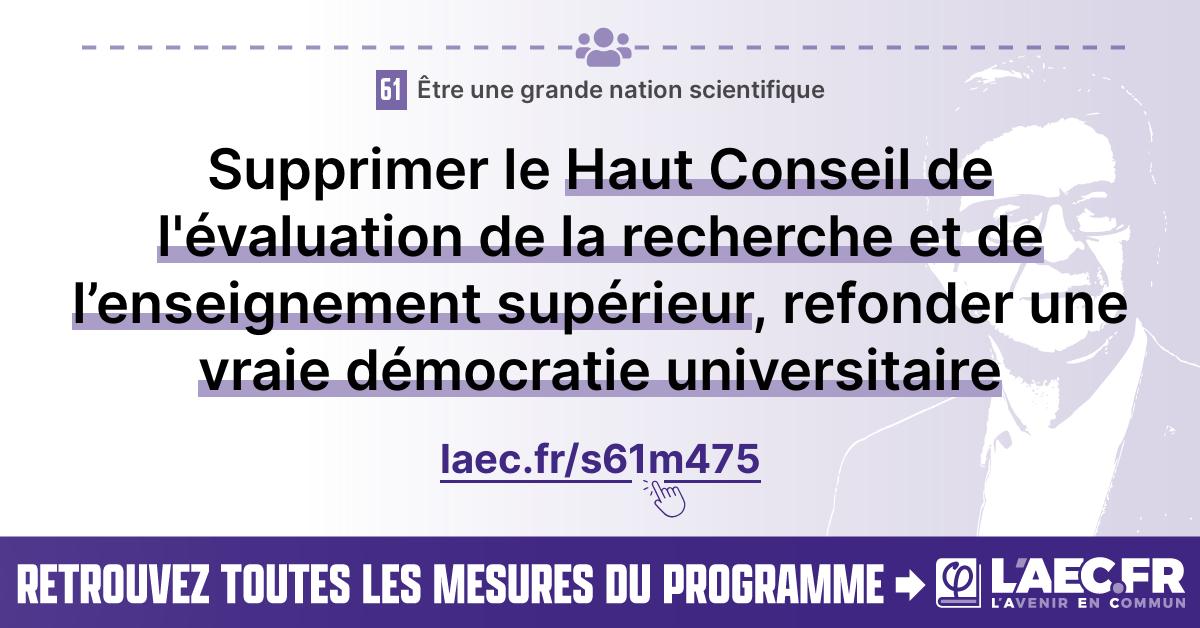 61 Être une grande nation scientifique
Supprimer le Haut Conseil de
l'évaluation de la recherche et de
l’enseignement supérieur, refonder une
vraie démocratie universitaire
laec.fr/s61m475
RETROUVEZ TOUTES LES MESURES DU PROGRAMME
φ L'AEC.FR
L'AVENIR EN COMMUN